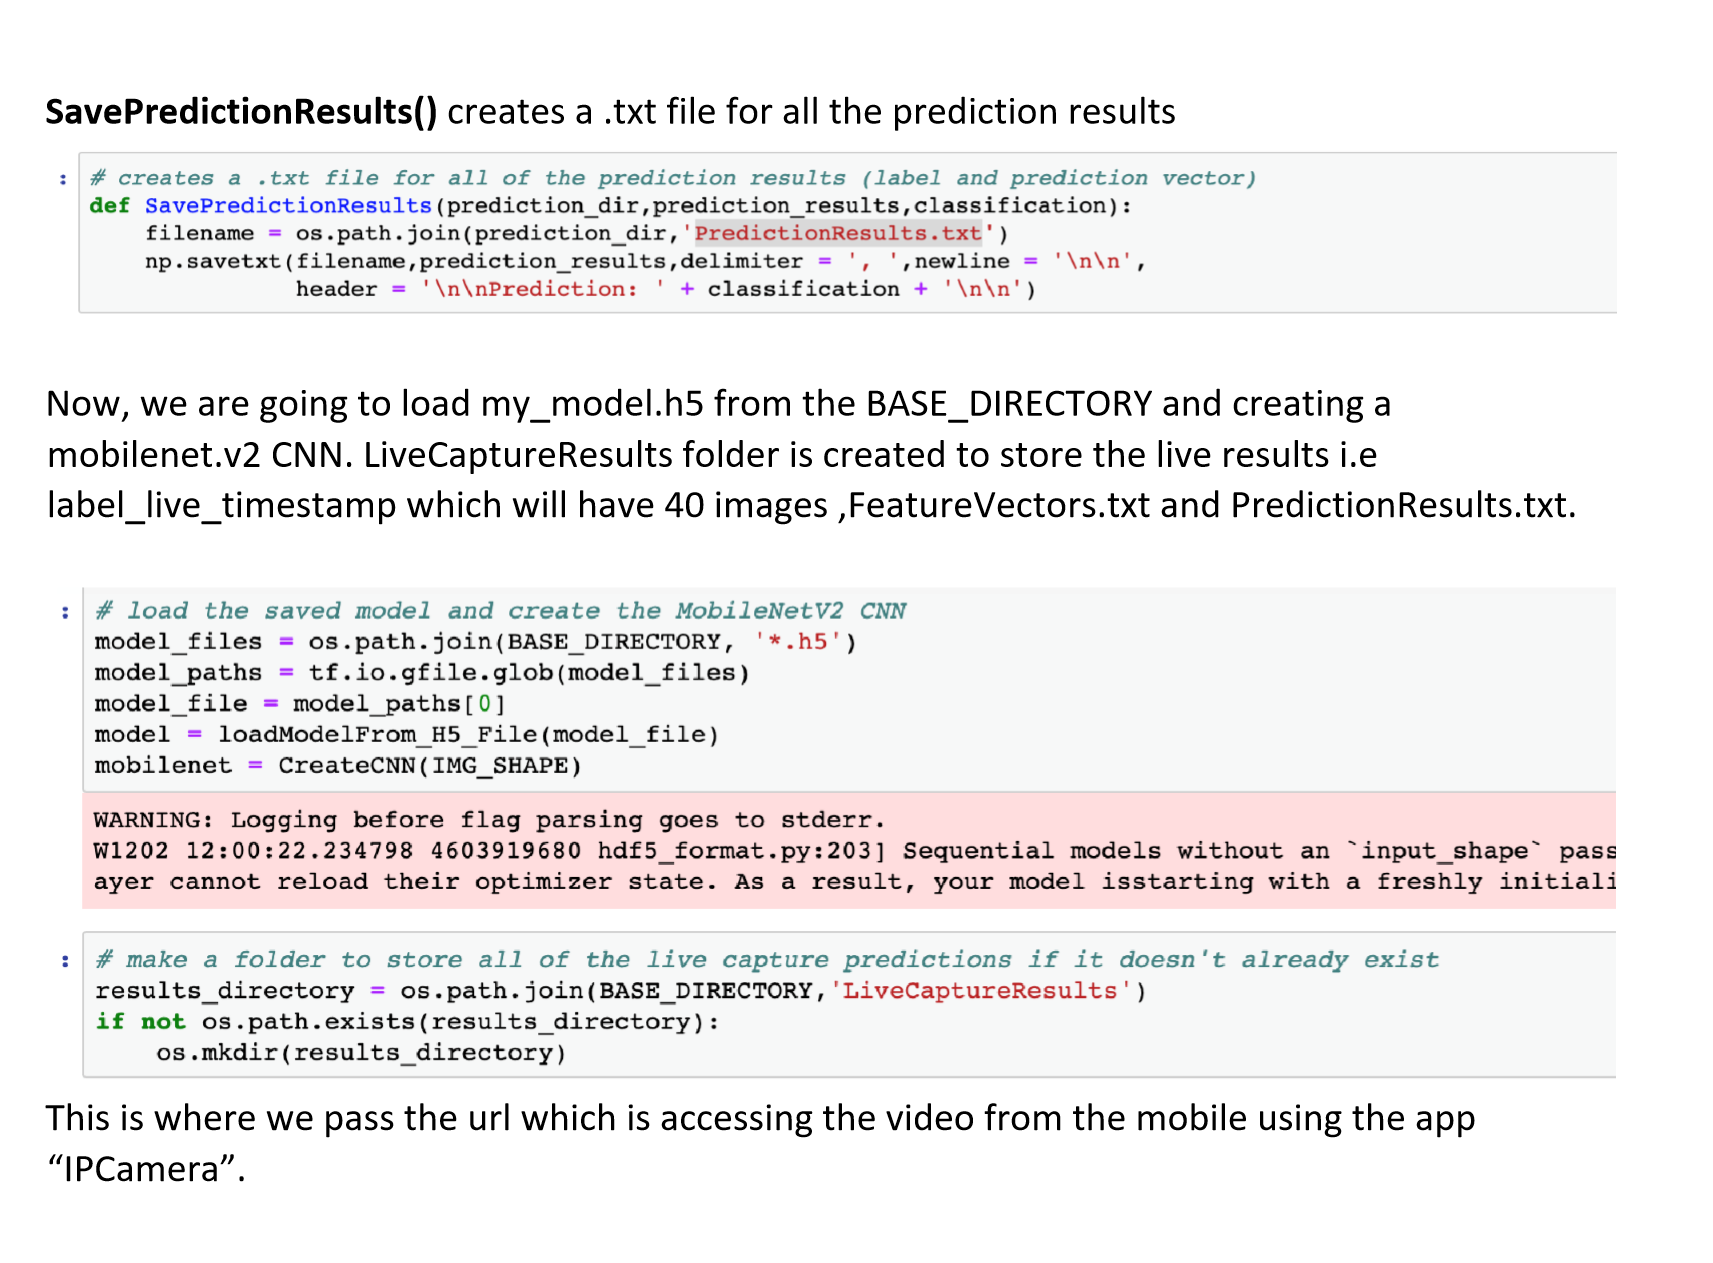 SavePredictionResults() creates a .txt file for all the prediction results
: # creates a .txt file for all of the prediction results (label and prediction vector)
def SavePredictionResults(prediction_dir,prediction_results,classification):
    filename = os.path.join(prediction_dir,'PredictionResults.txt')
    np.savetxt(filename,prediction_results,delimiter = ', ',newline = '\n\n',
               header = '\n\nPrediction: ' + classification + '\n\n')
Now, we are going to load my_model.h5 from the BASE_DIRECTORY and creating a
mobilenet.v2 CNN. LiveCaptureResults folder is created to store the live results i.e
label_live_timestamp which will have 40 images ,FeatureVectors.txt and PredictionResults.txt.
: # load the saved model and create the MobileNetV2 CNN
model_files = os.path.join(BASE_DIRECTORY, '*.h5')
model_paths = tf.io.gfile.glob(model_files)
model_file = model_paths[0]
model = loadModelFrom_H5_File(model_file)
mobilenet = CreateCNN(IMG_SHAPE)
WARNING: Logging before flag parsing goes to stderr.
W1202 12:00:22.234798 4603919680 hdf5_format.py:203] Sequential models without an `input_shape` pass
ayer cannot reload their optimizer state. As a result, your model isstarting with a freshly initiali
: # make a folder to store all of the live capture predictions if it doesn't already exist
results_directory = os.path.join(BASE_DIRECTORY,'LiveCaptureResults')
if not os.path.exists(results_directory):
    os.mkdir(results_directory)
This is where we pass the url which is accessing the video from the mobile using the app
“IPCamera”.